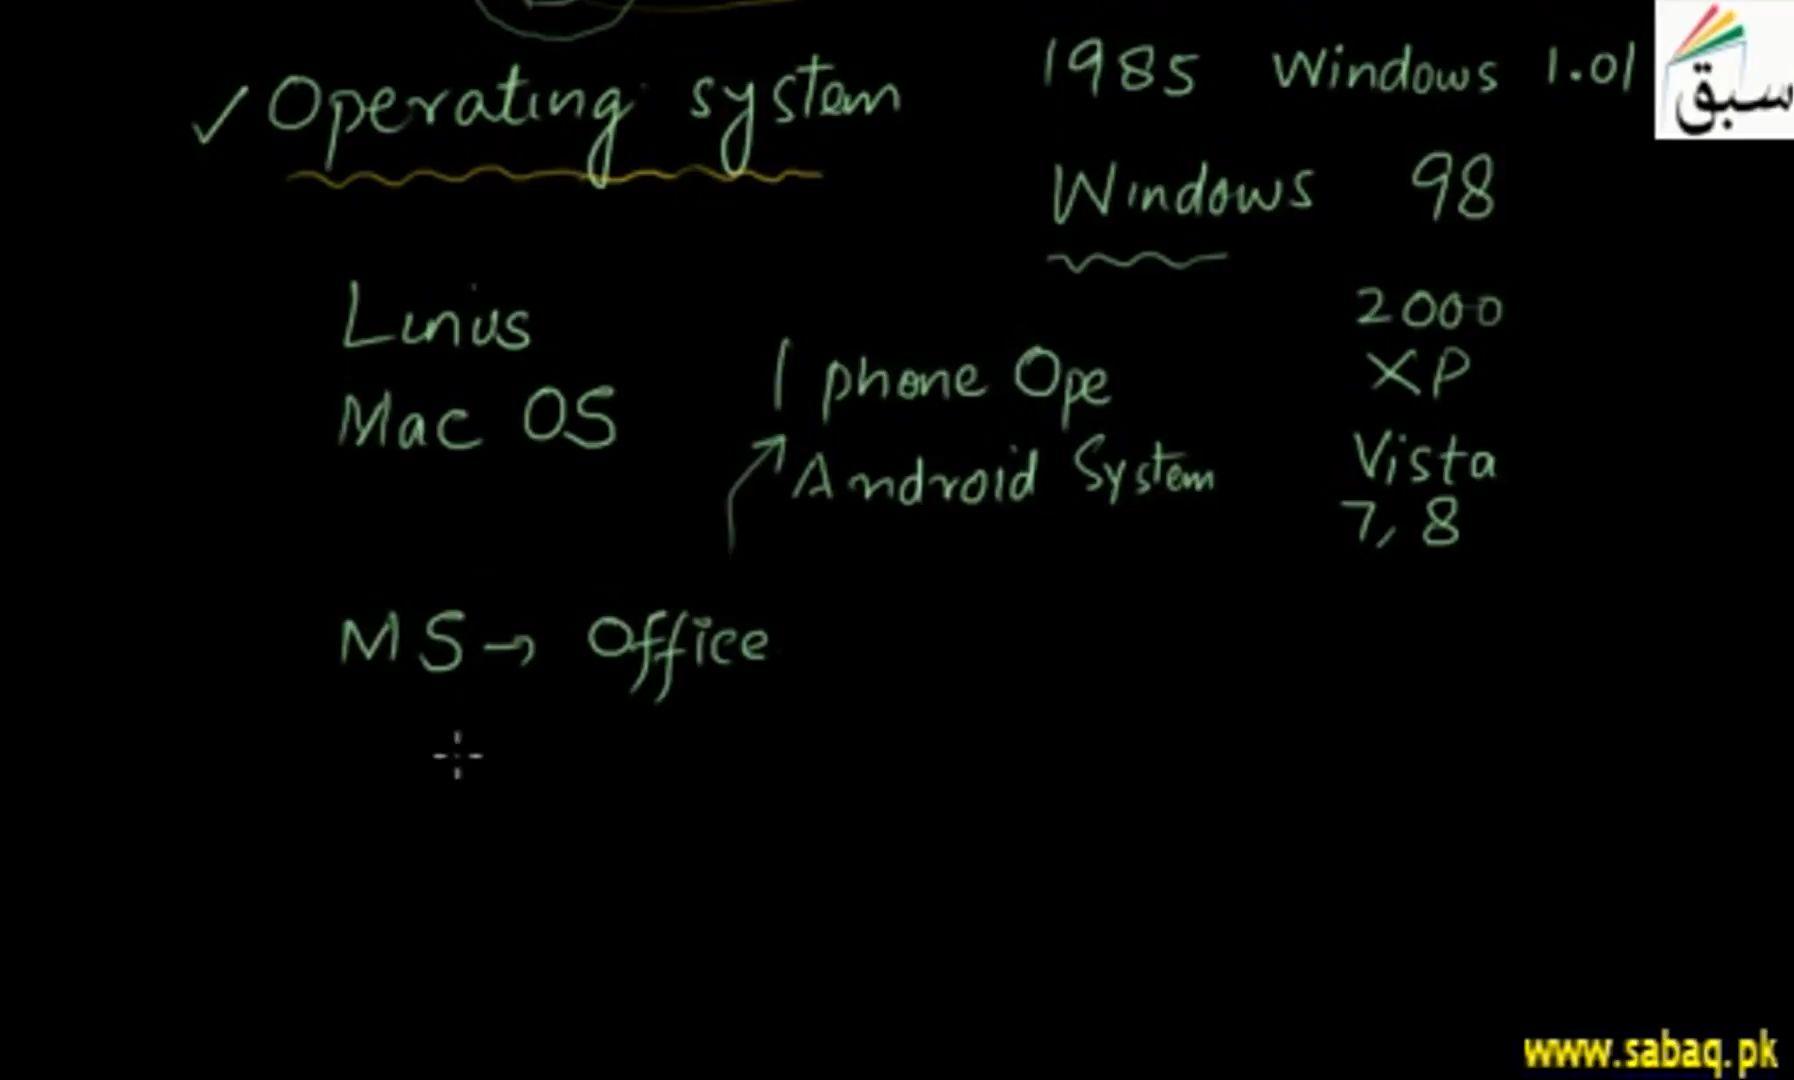 ✓ Operating system
1985 Windows 1.01
سبق
Windows 98
2000
XP
Vista
7, 8
Linus
Mac OS
I phone Ope
Android System
MS → Office
www.sabaq.pk